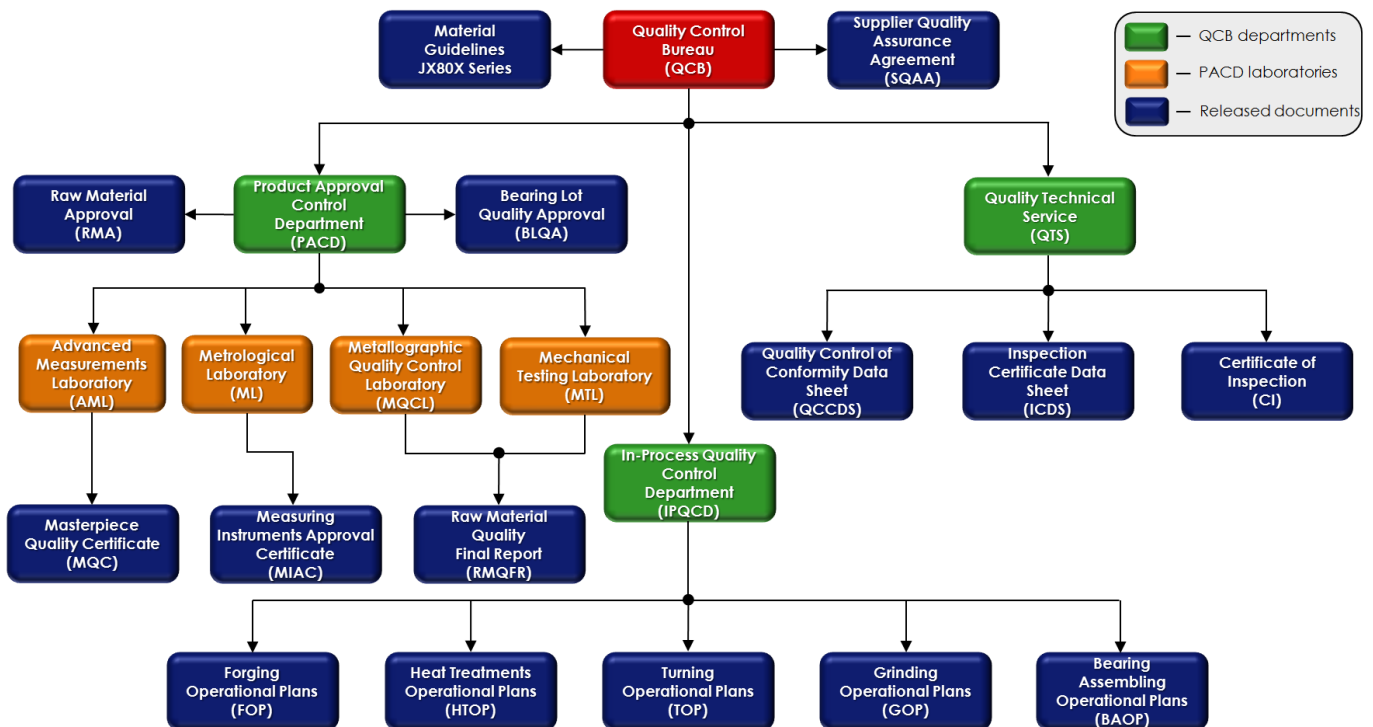 Material
Guidelines
JX80X Series
Quality Control
Bureau
(QCB)
Supplier Quality
Assurance
Agreement
(SQAA)
— QCB departments
— PACD laboratories
— Released documents
Raw Material
Approval
(RMA)
Product Approval
Control
Department
(PACD)
Bearing Lot
Quality Approval
(BLQA)
Quality Technical
Service
(QTS)
Advanced
Measurements
Laboratory
(AML)
Metrological
Laboratory
(ML)
Metallographic
Quality Control
Laboratory
(MQCL)
Mechanical
Testing Laboratory
(MTL)
Quality Control of
Conformity Data
Sheet
(QCCDS)
Inspection
Certificate Data
Sheet
(ICDS)
Certificate of
Inspection
(CI)
In-Process Quality
Control
Department
(IPQCD)
Masterpiece
Quality Certificate
(MQC)
Measuring
Instruments Approval
Certificate
(MIAC)
Raw Material
Quality
Final Report
(RMQFR)
Forging
Operational Plans
(FOP)
Heat Treatments
Operational Plans
(HTOP)
Turning
Operational Plans
(TOP)
Grinding
Operational Plans
(GOP)
Bearing
Assembling
Operational Plans
(BAOP)